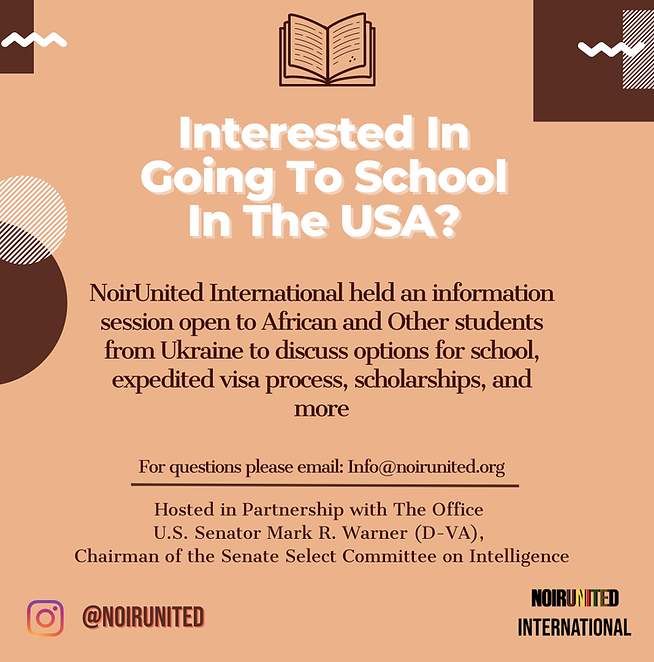 Interested In
Going To School
In The USA?
NoirUnited International held an information
session open to African and Other students
from Ukraine to discuss options for school,
expedited visa process, scholarships, and
more
For questions please email: Info@noirunited.org
Hosted in Partnership with The Office
U.S. Senator Mark R. Warner (D-VA),
Chairman of the Senate Select Committee on Intelligence
@NOIRUNITED
NOIRUNITED
INTERNATIONAL